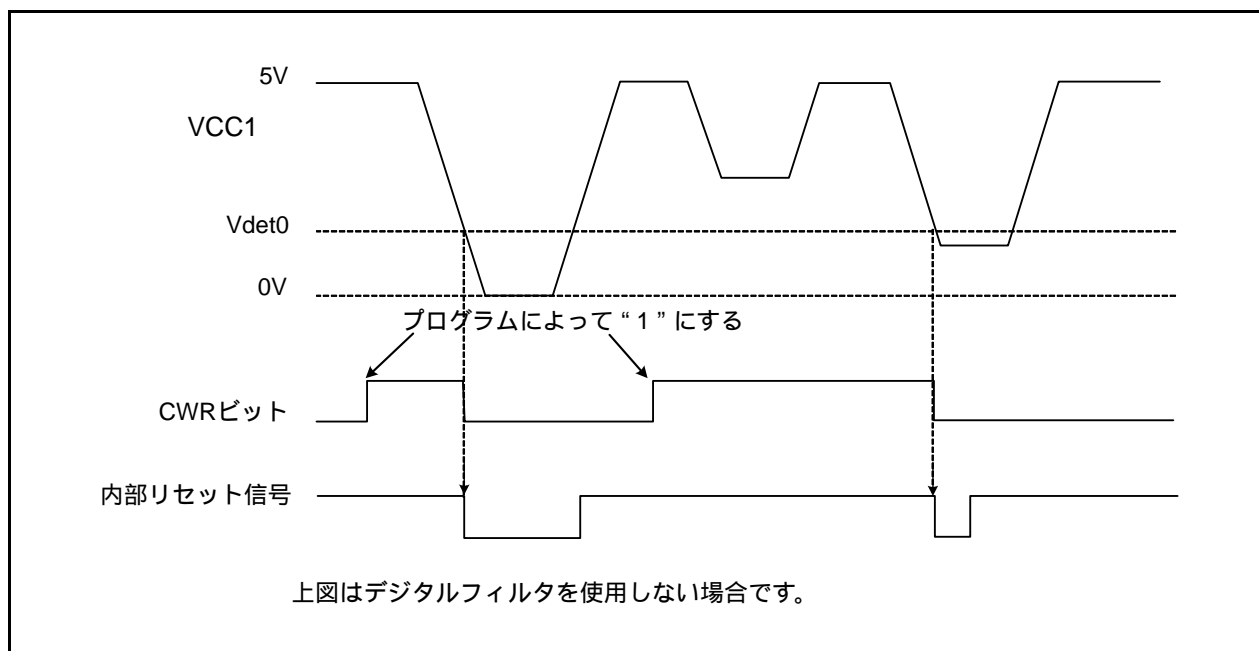 5V
VCC1
Vdet0
0V
プログラムによって“1”にする
CWRビット
内部リセット信号
上図はデジタルフィルタを使用しない場合です。